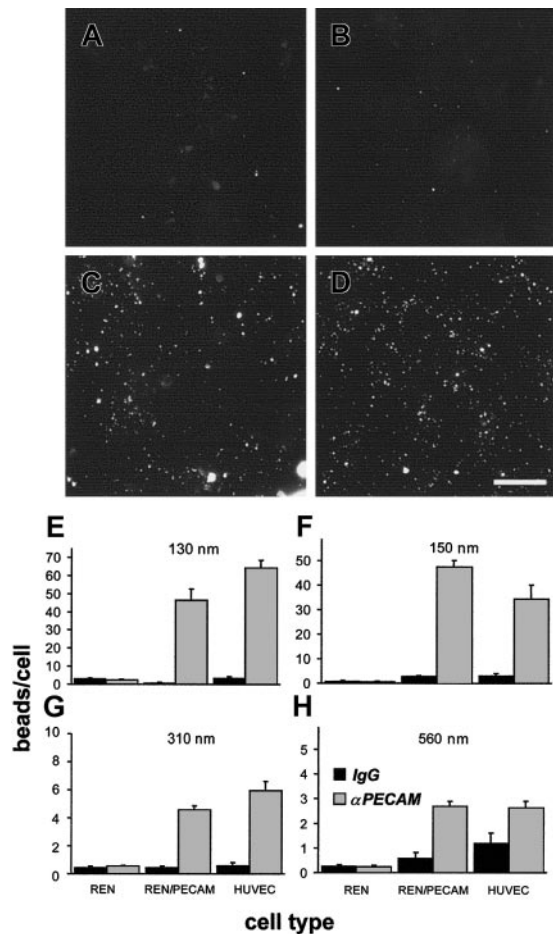 A
B
C
D
E
130 nm
70
60
50
40
30
20
10
0
F
150 nm
50
40
30
20
10
0
beads/cell
G
310 nm
6
4
2
0
REN
REN/PECAM
HUVEC
H
560 nm
5
4
3
2
1
0
IgG
αPECAM
REN
REN/PECAM
HUVEC
cell type